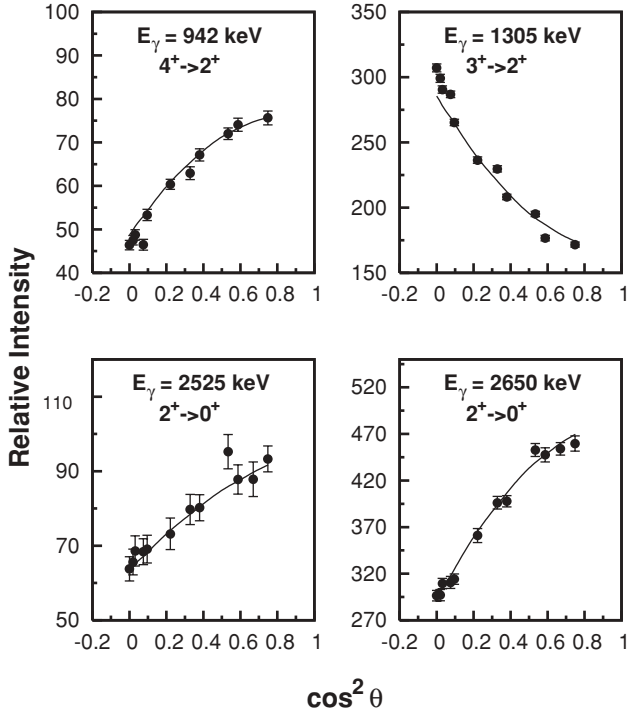 Relative Intensity
100
90
80
70
60
50
40
-0.2 0 0.2 0.4 0.6 0.8 1
E_γ = 942 keV
4⁺->2⁺
350
300
250
200
150
-0.2 0 0.2 0.4 0.6 0.8 1
E_γ = 1305 keV
3⁺->2⁺
110
90
70
50
-0.2 0 0.2 0.4 0.6 0.8 1
E_γ = 2525 keV
2⁺->0⁺
520
470
420
370
320
270
-0.2 0 0.2 0.4 0.6 0.8 1
E_γ = 2650 keV
2⁺->0⁺
cos² θ